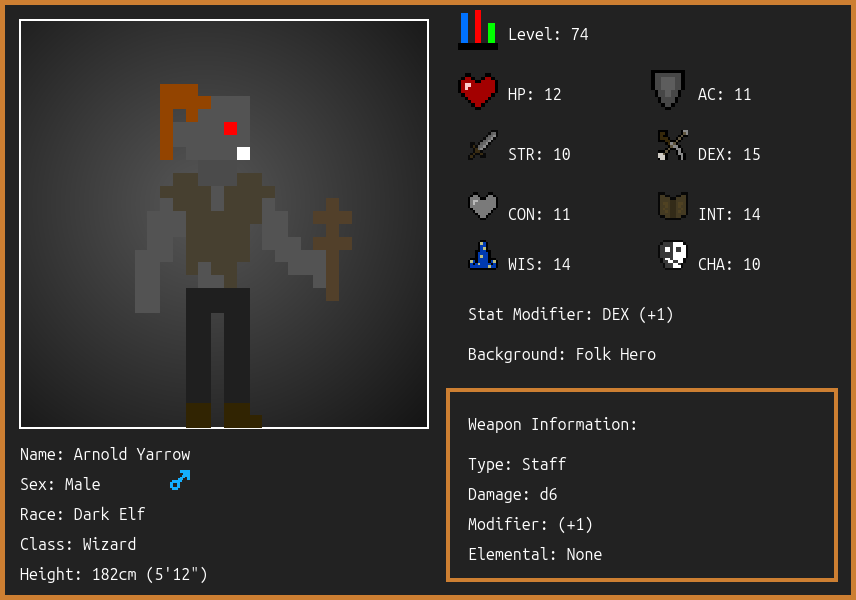 Level: 74
HP: 12
AC: 11
STR: 10
DEX: 15
CON: 11
INT: 14
WIS: 14
CHA: 10
Stat Modifier: DEX (+1)
Background: Folk Hero
Weapon Information:
Type: Staff
Damage: d6
Modifier: (+1)
Elemental: None
Name: Arnold Yarrow
Sex: Male
Race: Dark Elf
Class: Wizard
Height: 182cm (5'12")